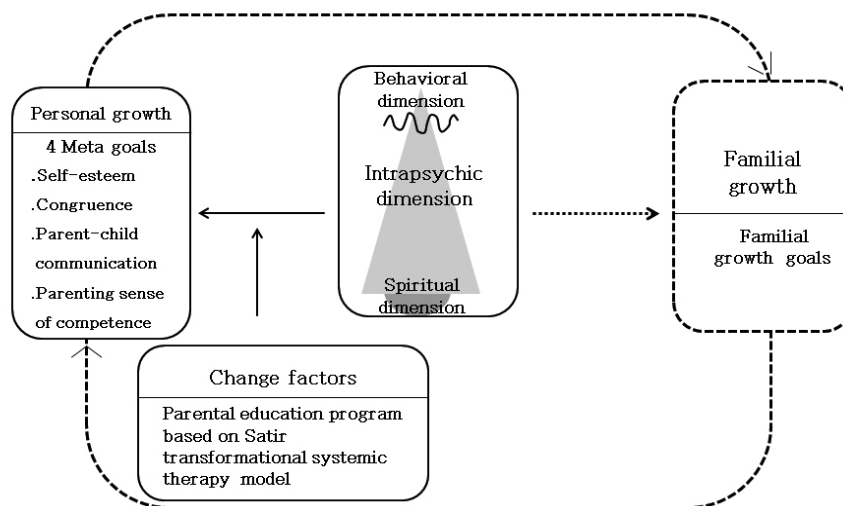 Personal growth
4 Meta goals
.Self-esteem
.Congruence
.Parent-child
communication
.Parenting sense
of competence
Behavioral
dimension
Intrapsychic
dimension
Spiritual
dimension
Familial
growth
Familial
growth goals
Change factors
Parental education program
based on Satir
transformational systemic
therapy model